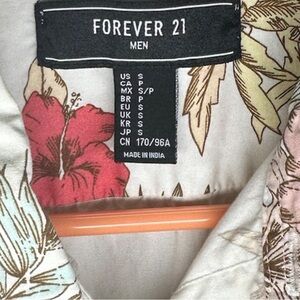 FOREVER 21
MEN
US S
CA P
MX S/P
BR P
EU S
UK S
KR S
JP S
CN 170/96A
MADE IN INDIA